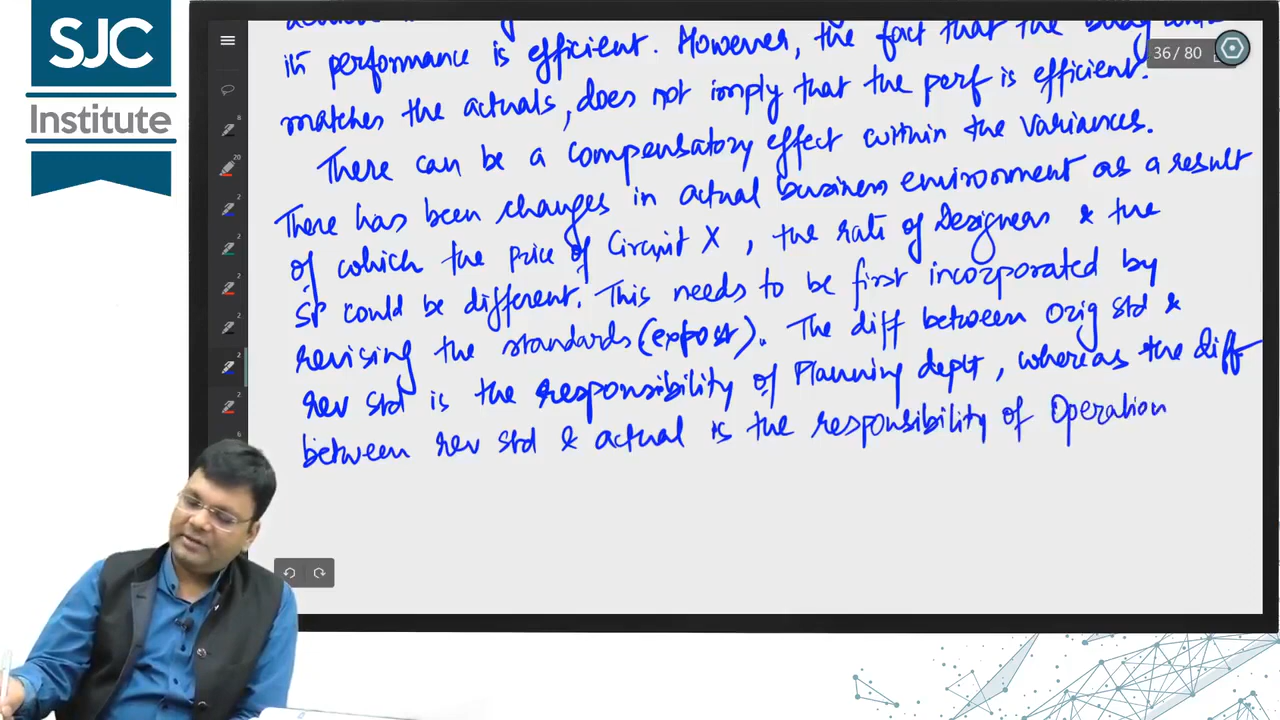 SJC
Institute
36 / 80
its performance is efficient. However, the fact that the
matches the actuals, does not imply that the perf is efficient.
There can be a compensatory effect within the variances.
There has been changes in actual business environment as a result
of which the price of Circuit X, the rate of Designers & the
SP could be different. This needs to be first incorporated by
revising the standards (expost). The diff between orig std &
rev std is the responsibility of Planning deptt, whereas the diff
between rev std & actual is the responsibility of Operation